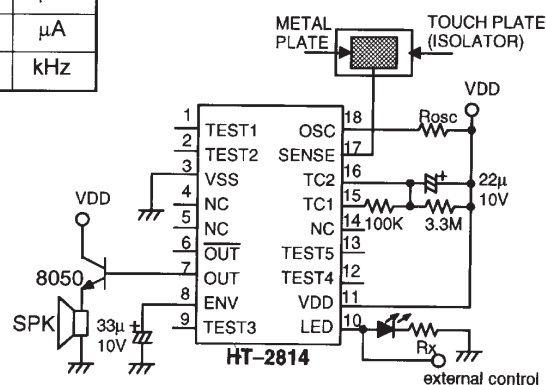 μA
kHz
METAL
PLATE
TOUCH PLATE
(ISOLATOR)
VDD
Rosc
1 TEST1
2 TEST2
3 VSS
4 NC
5 NC
6 OUT
7 OUT
8 ENV
9 TEST3
OSC 18
SENSE 17
TC2 16
TC1 15
NC 14
TEST5 13
TEST4 12
VDD 11
LED 10
22μ
10V
100K
3.3M
VDD
8050
SPK
33μ
10V
+
+
Rx
HT-2814
external control